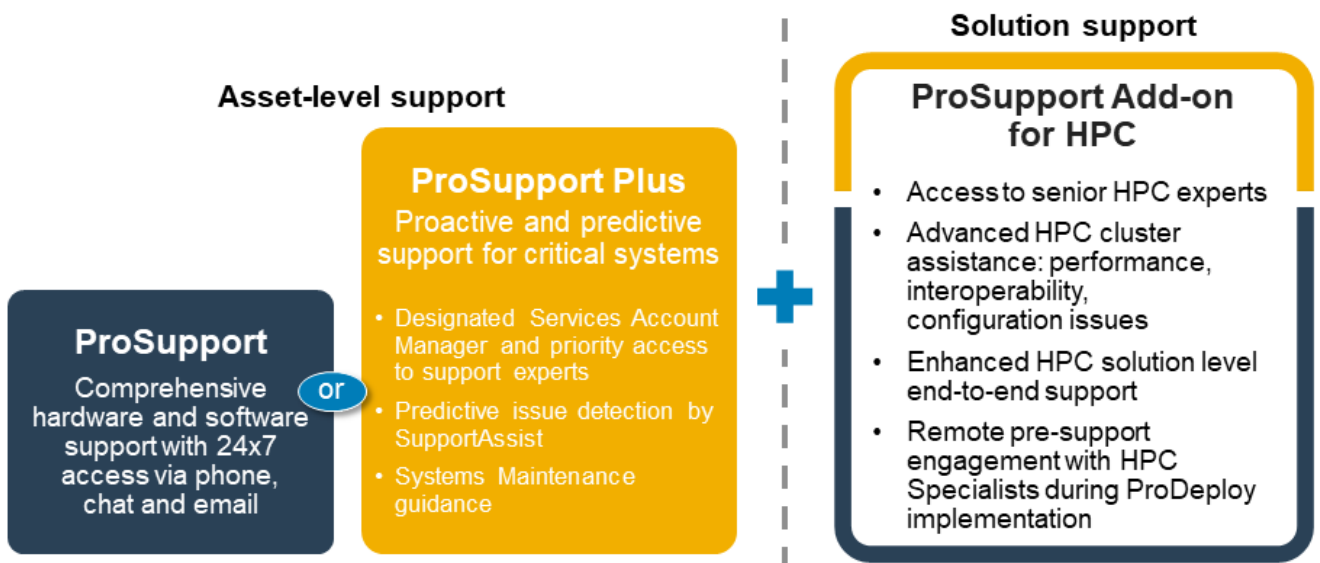 Asset-level support
ProSupport
Comprehensive
hardware and software
support with 24x7
access via phone,
chat and email
or
ProSupport Plus
Proactive and predictive
support for critical systems
• Designated Services Account
Manager and priority access
to support experts
• Predictive issue detection by
SupportAssist
• Systems Maintenance
guidance
Solution support
ProSupport Add-on
for HPC
• Access to senior HPC experts
• Advanced HPC cluster
assistance: performance,
interoperability,
configuration issues
• Enhanced HPC solution level
end-to-end support
• Remote pre-support
engagement with HPC
Specialists during ProDeploy
implementation